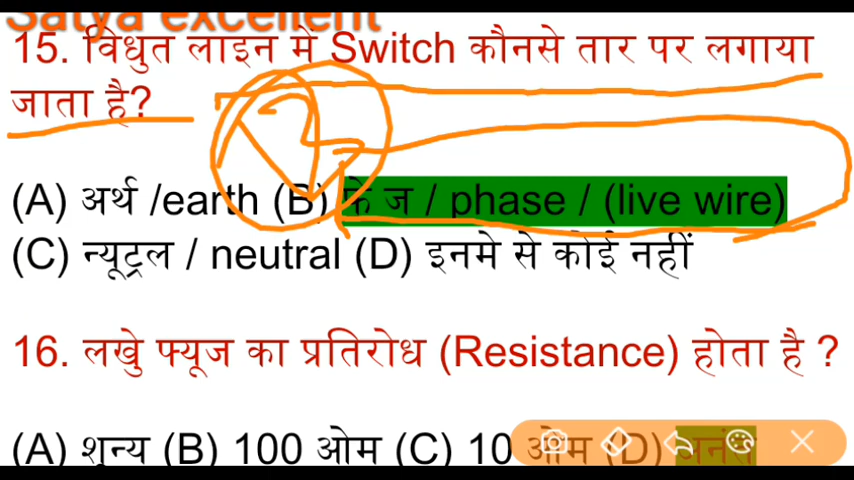 Satya excellent
15. विधुत लाइन में Switch कौनसे तार पर लगाया
जाता है?
(A) अर्थ /earth (B) फे ज / phase / (live wire)
(C) न्यूट्रल / neutral (D) इनमे से कोई नहीं
16. लखुे फ्यूज का प्रतिरोध (Resistance) होता है ?
(A) शून्य (B) 100 ओम (C) 10 ओम (D) अनंत